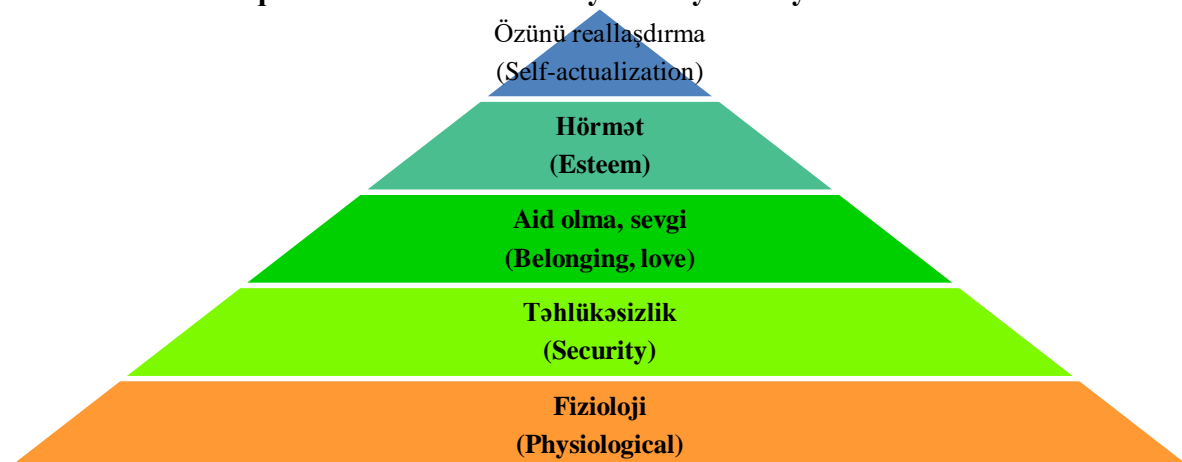 Özünü reallaşdırma
(Self-actualization)
Hörmət
(Esteem)
Aid olma, sevgi
(Belonging, love)
Təhlükəsizlik
(Security)
Fizioloji
(Physiological)